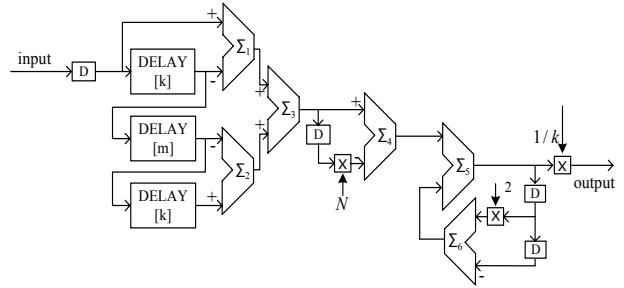 input
D
DELAY
[k]
+
-
Σ1
DELAY
[m]
-
+
Σ2
DELAY
[k]
+
+
Σ3
D
X
N
+
-
Σ4
Σ5
Σ6
-
X
2
D
D
1/k
X
output